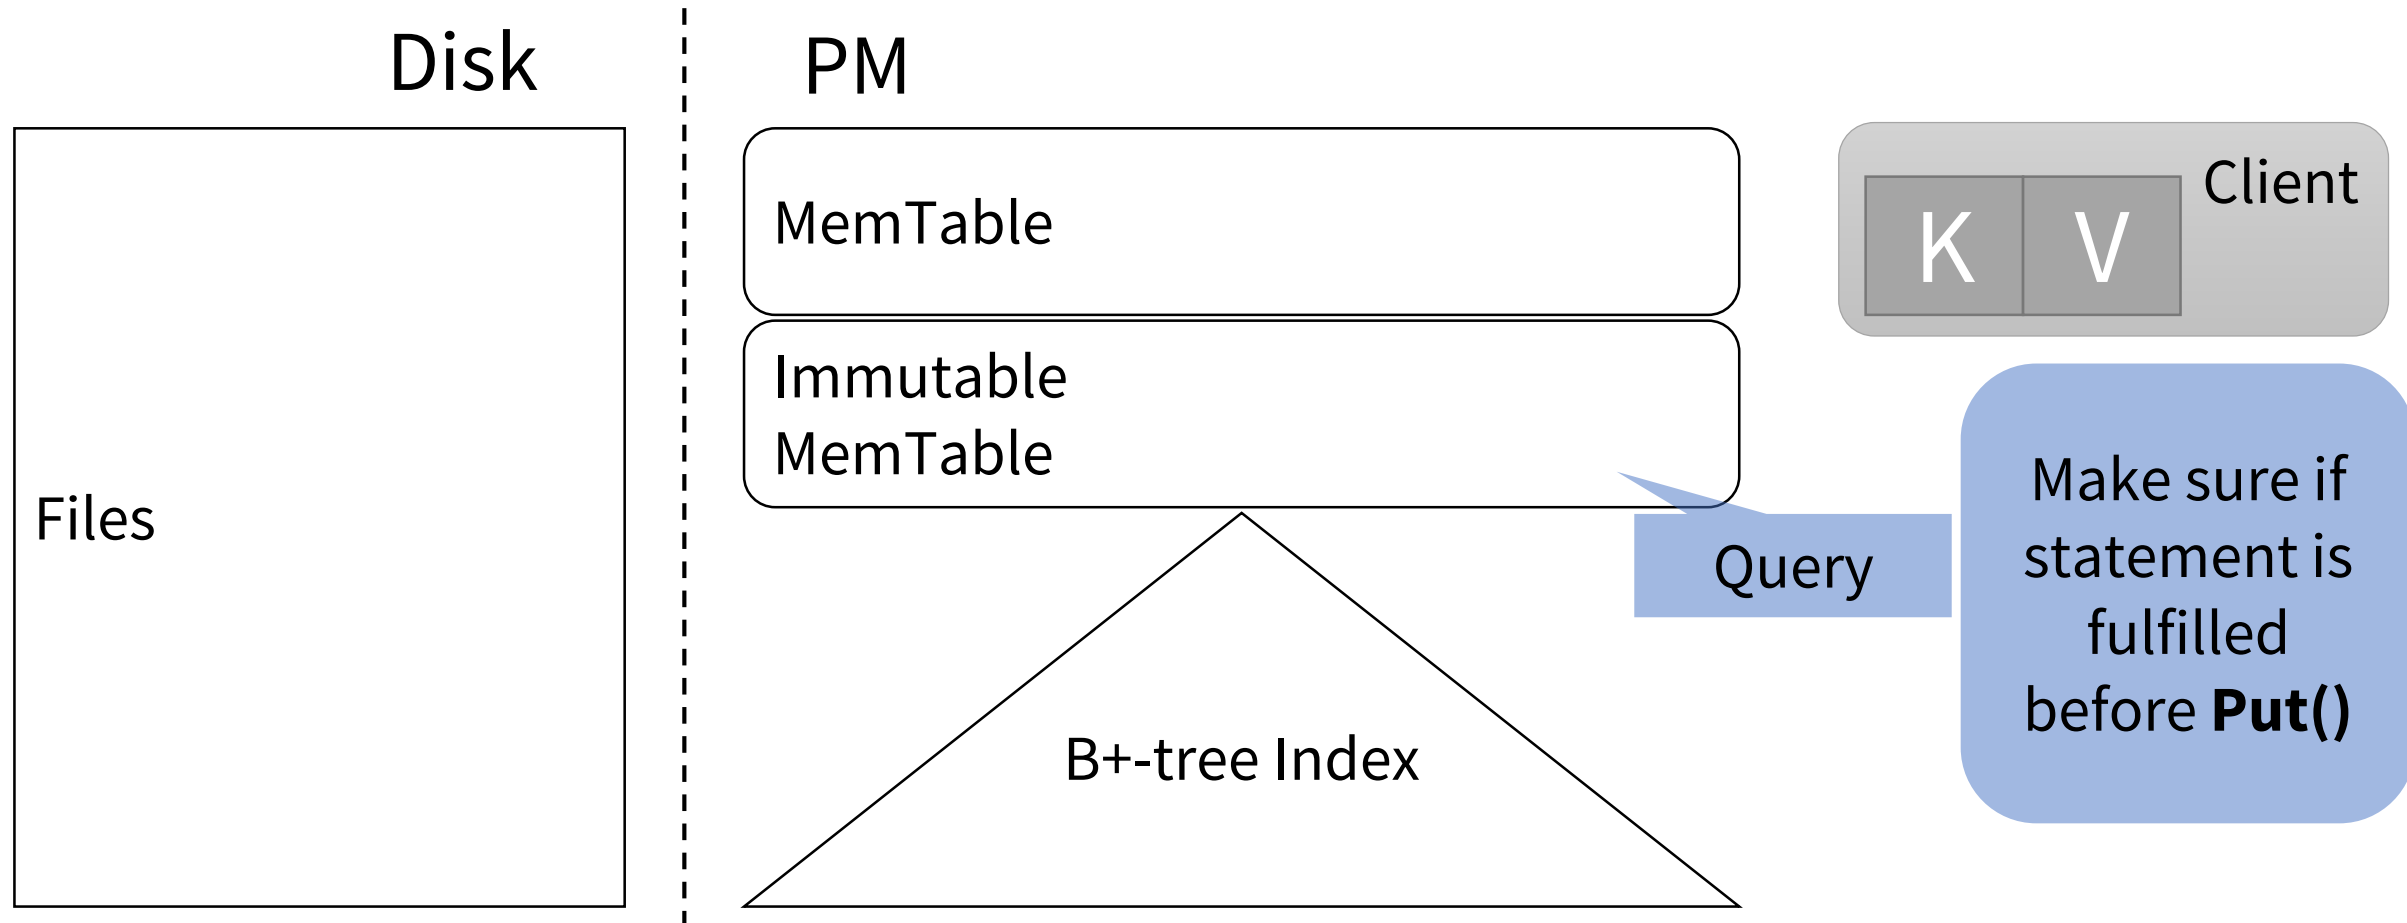 Disk
PM
Files
MemTable
Immutable
MemTable
B+-tree Index
Client
K
V
Query
Make sure if
statement is
fulfilled
before Put()